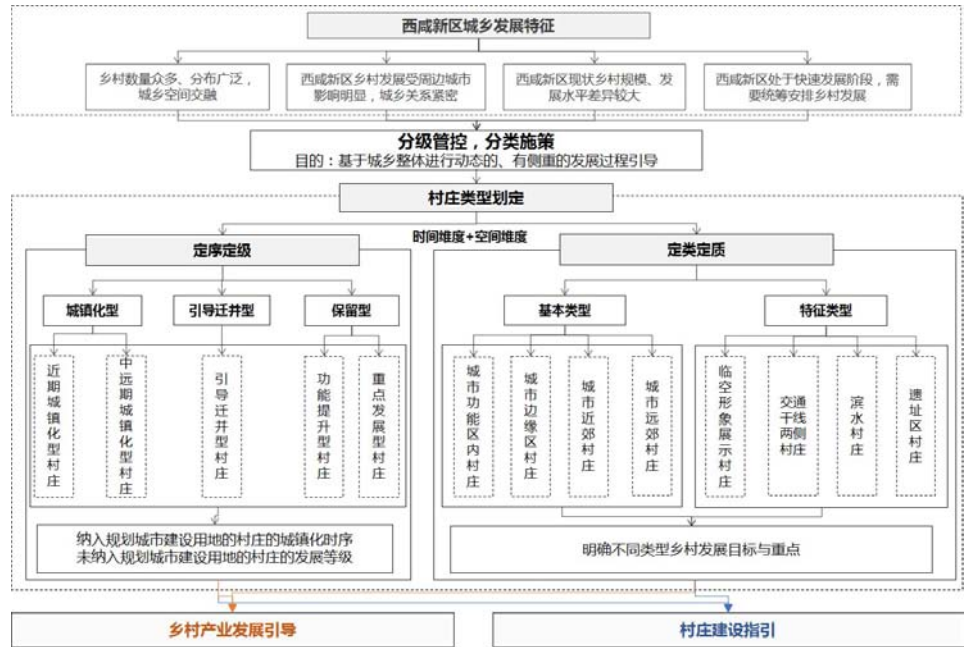 西咸新区城乡发展特征
乡村数量众多、分布广泛，
城乡空间交融
西咸新区乡村发展受周边城市
影响明显，城乡关系紧密
西咸新区现状乡村规模、发
展水平差异较大
西咸新区处于快速发展阶段，需
要统筹安排乡村发展
分级管控，分类施策
目的：基于城乡整体进行动态的、有侧重的发展过程引导
村庄类型划定
时间堆度+空间堆度
定序定级
定类定质
城镇化型
引导迁并型
保留型
基本类型
特征类型
近期城镇化型村庄
中远期城镇化型村庄
引导迁并型村庄
功能提升型村庄
重点发展型村庄
城市功能区内村庄
城市边缘区村庄
城市近郊村庄
城市远郊村庄
临空形象展示村庄
交通
干线
两侧
村庄
滨水村庄
遗址区村庄
纳入规划城市建设用地的村庄的城镇化时序
未纳入规划城市建设用地的村庄的发展等级
明确不同类型乡村发展目标与重点
乡村产业发展引导
村庄建设指引